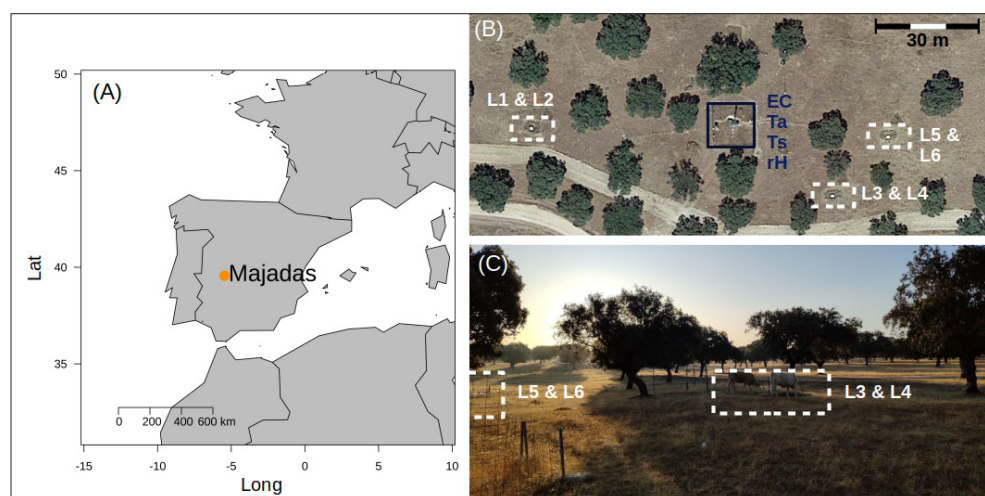 (A)
50
45
40
35
Lat
Majadas
0 200 400 600 km
-15 -10 -5 0 5 10
Long
(B)
30 m
L1 & L2
EC
Ta
Ts
rH
L5 &
L6
L3 & L4
(C)
L5 & L6
L3 & L4